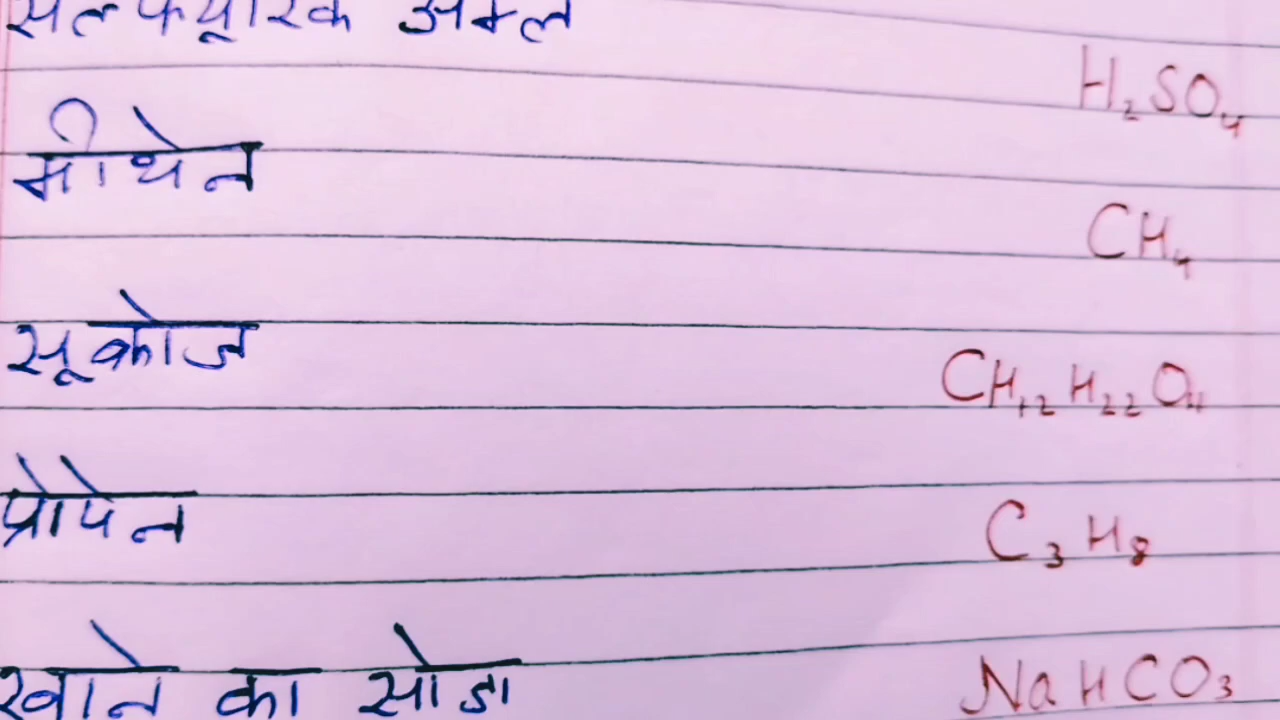 सल्फ्यूरिक अम्ल H₂SO₄
मीथेन CH₄
सूक्रोज CH₁₂H₂₂O₁₁
प्रोपेन C₃H₈
खाने का सोडा NaHCO₃